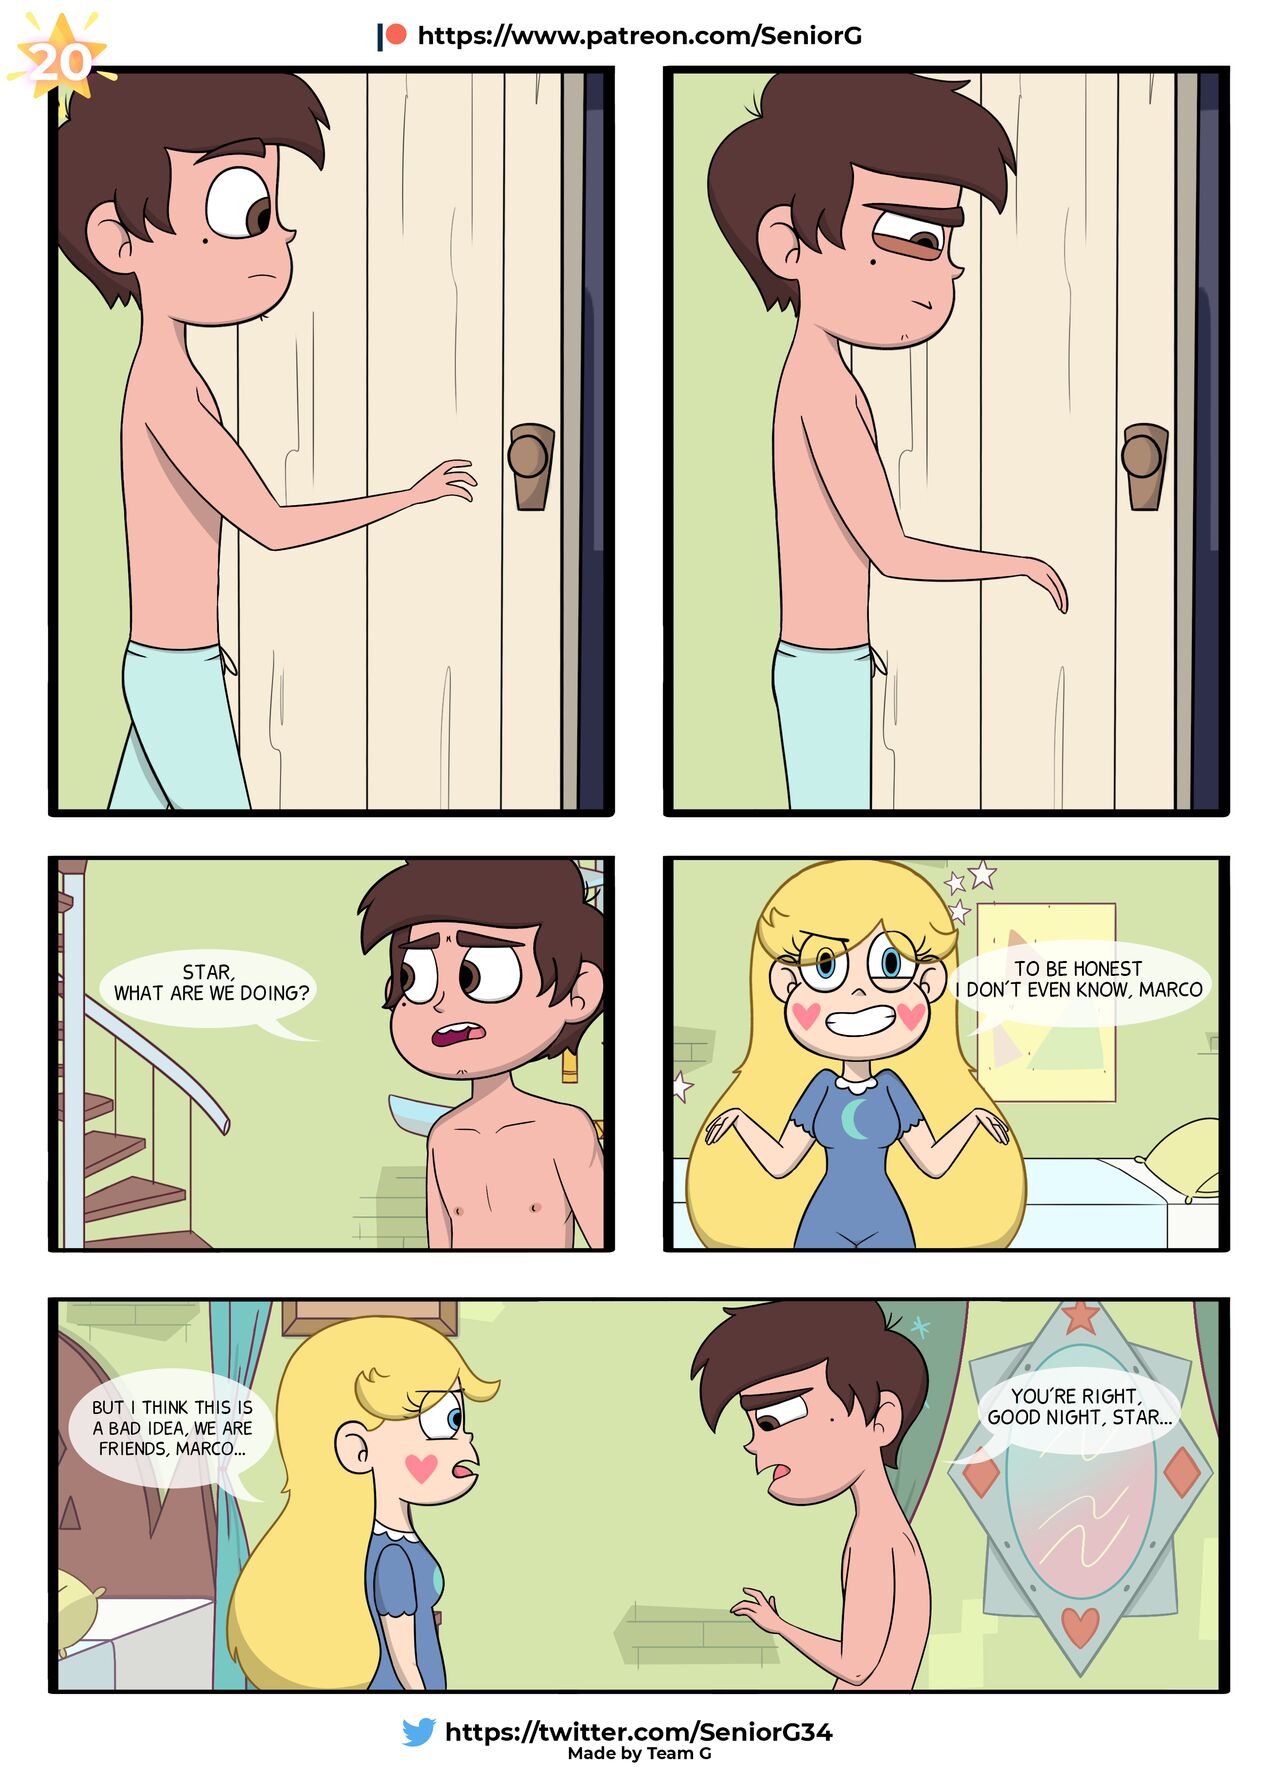 20
https://www.patreon.com/SeniorG
STAR,
WHAT ARE WE DOING?
TO BE HONEST
I DON'T EVEN KNOW, MARCO
BUT I THINK THIS IS
A BAD IDEA, WE ARE
FRIENDS, MARCO...
YOU'RE RIGHT,
GOOD NIGHT, STAR...
https://twitter.com/SeniorG34
Made by Team G